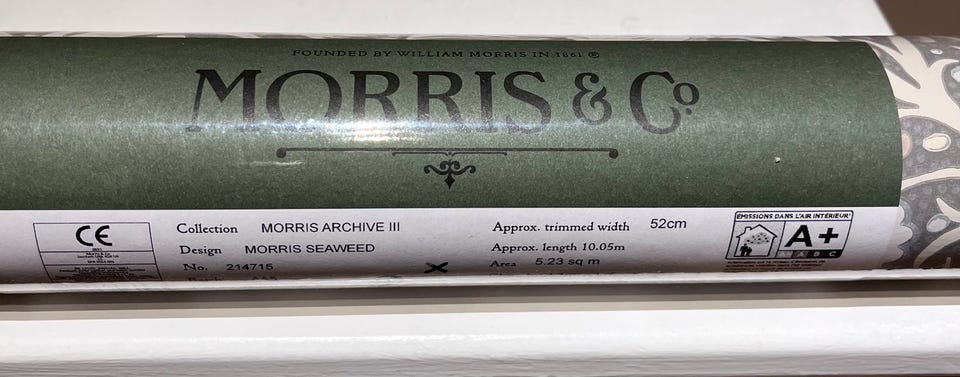 FOUNDED BY WILLIAM MORRIS IN 1861 ®
MORRIS & Co
CE
Collection MORRIS ARCHIVE III
Design MORRIS SEAWEED
No. 214715
Approx. trimmed width 52cm
Approx. length 10.05m
Area 5.23 sq m
ÉMISSIONS DANS L'AIR INTÉRIEUR
A+
A B C